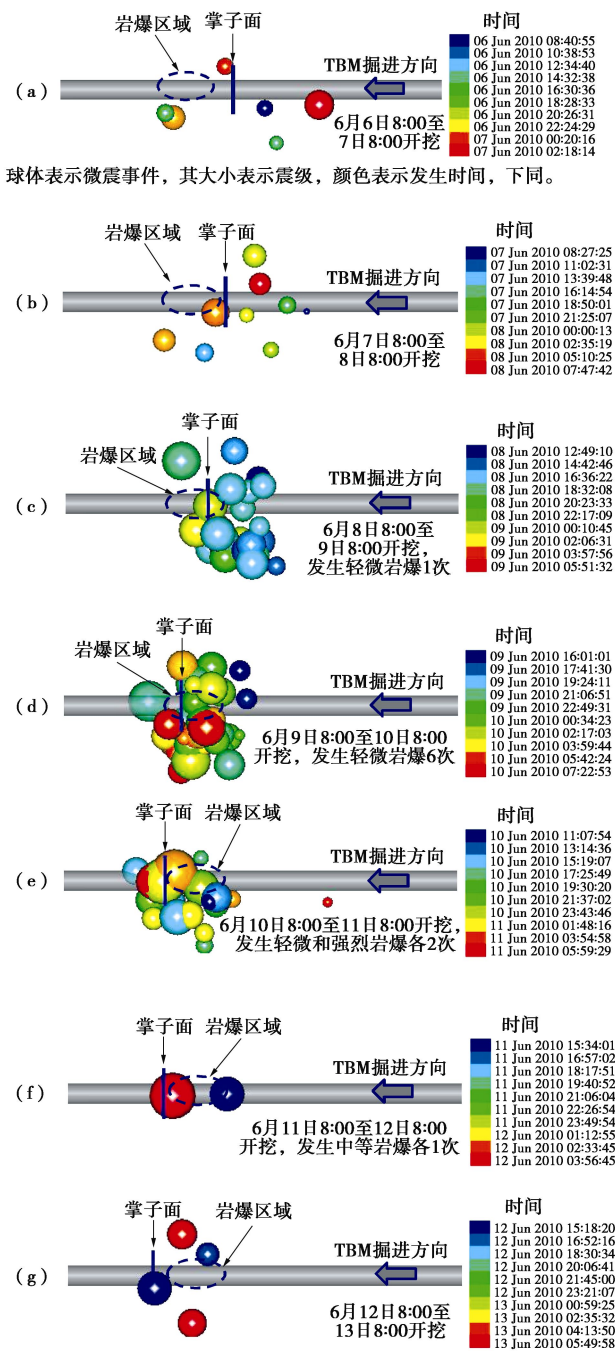 岩爆区域
掌子面
时间
TBM掘进方向
(a)
6月6日8:00至
7日8:00开挖
06 Jun 2010 08:40:55
06 Jun 2010 10:38:53
06 Jun 2010 12:34:40
06 Jun 2010 14:32:38
06 Jun 2010 16:30:36
06 Jun 2010 18:28:33
06 Jun 2010 20:26:31
06 Jun 2010 22:24:29
07 Jun 2010 00:20:16
07 Jun 2010 02:18:14
球体表示微震事件，其大小表示震级，颜色表示发生时间，下同。
岩爆区域
掌子面
时间
TBM掘进方向
(b)
6月7日8:00至
8日8:00开挖
07 Jun 2010 08:27:25
07 Jun 2010 11:02:31
07 Jun 2010 13:39:48
07 Jun 2010 16:14:54
07 Jun 2010 18:50:01
07 Jun 2010 21:25:07
08 Jun 2010 00:00:13
08 Jun 2010 02:35:19
08 Jun 2010 05:10:25
08 Jun 2010 07:47:42
掌子面
岩爆区域
时间
TBM掘进方向
(c)
6月8日8:00至
9日8:00开挖，
发生轻微岩爆1次
08 Jun 2010 12:49:10
08 Jun 2010 14:42:46
08 Jun 2010 16:36:22
08 Jun 2010 18:32:08
08 Jun 2010 20:23:33
08 Jun 2010 22:17:09
09 Jun 2010 00:10:45
09 Jun 2010 02:06:31
09 Jun 2010 03:57:56
09 Jun 2010 05:51:32
掌子面
岩爆区域
时间
TBM掘进方向
(d)
6月9日8:00至10日8:00
开挖，发生轻微岩爆6次
09 Jun 2010 16:01:01
09 Jun 2010 17:41:30
09 Jun 2010 19:24:11
09 Jun 2010 21:06:51
09 Jun 2010 22:49:31
10 Jun 2010 00:34:23
10 Jun 2010 02:17:03
10 Jun 2010 03:59:44
10 Jun 2010 05:42:24
10 Jun 2010 07:22:53
掌子面
岩爆区域
时间
TBM掘进方向
(e)
6月10日8:00至11日8:00开挖，
发生轻微和强烈岩爆各2次
10 Jun 2010 11:07:54
10 Jun 2010 13:14:36
10 Jun 2010 15:19:07
10 Jun 2010 17:25:49
10 Jun 2010 19:30:20
10 Jun 2010 21:37:02
10 Jun 2010 23:43:46
11 Jun 2010 01:48:16
11 Jun 2010 03:54:58
11 Jun 2010 05:59:29
掌子面
岩爆区域
时间
TBM掘进方向
(f)
6月11日8:00至12日8:00
开挖，发生中等岩爆各1次
11 Jun 2010 15:34:01
11 Jun 2010 16:57:02
11 Jun 2010 18:17:51
11 Jun 2010 19:40:52
11 Jun 2010 21:06:04
11 Jun 2010 22:26:54
11 Jun 2010 23:49:54
12 Jun 2010 01:12:55
12 Jun 2010 02:33:45
12 Jun 2010 03:56:45
掌子面
岩爆区域
时间
TBM掘进方向
(g)
6月12日8:00至
13日8:00开挖
12 Jun 2010 15:18:20
12 Jun 2010 16:52:16
12 Jun 2010 18:30:34
12 Jun 2010 20:06:41
12 Jun 2010 21:45:00
12 Jun 2010 23:21:07
13 Jun 2010 00:59:25
13 Jun 2010 02:35:32
13 Jun 2010 04:13:50
13 Jun 2010 05:49:58